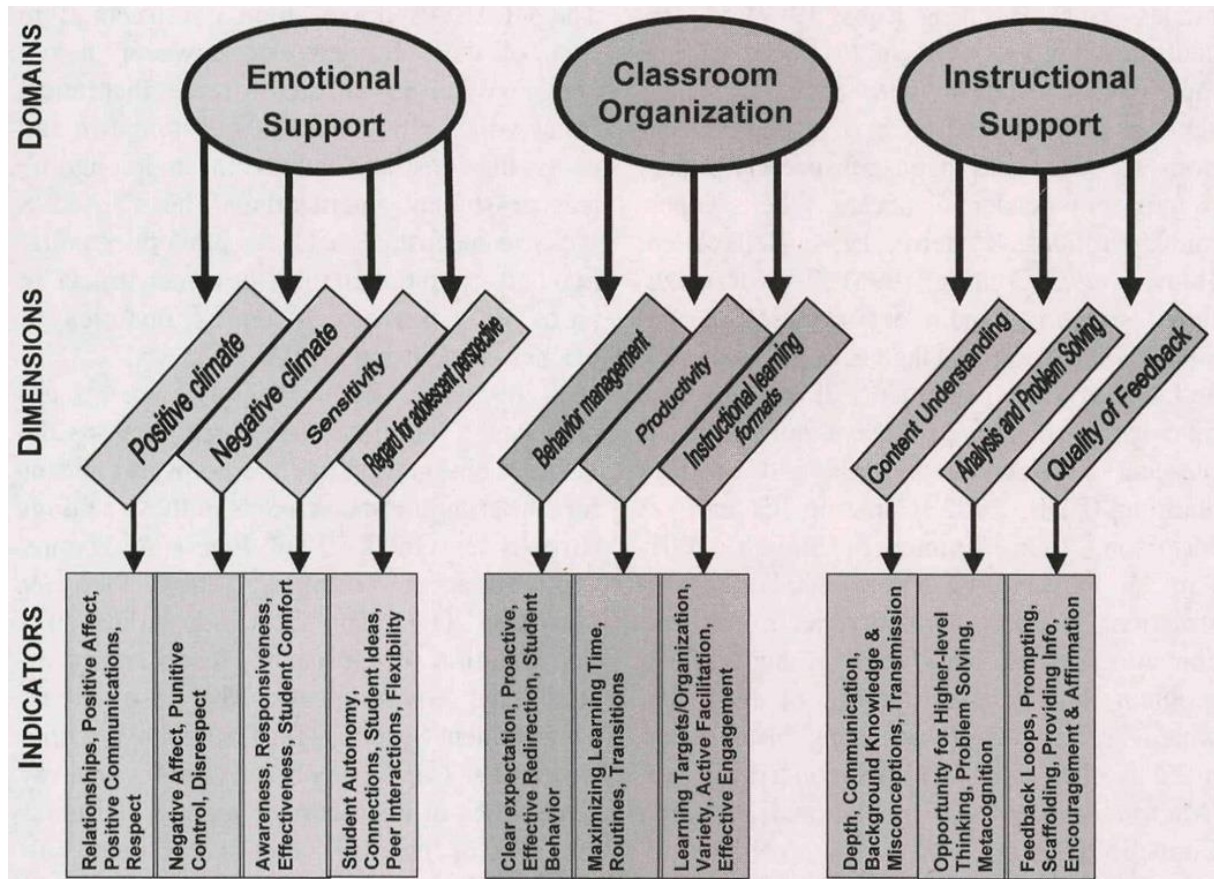 DOMAINS
Emotional
Support
Classroom
Organization
Instructional
Support
DIMENSIONS
Positive climate
Negative climate
Sensitivity
Regard for adolescent perspective
Behavior management
Productivity
Instructional learning
formats
Content Understanding
Analysis and Problem Solving
Quality of Feedback
INDICATORS
Relationships, Positive Affect,
Positive Communications,
Respect
Negative Affect, Punitive
Control, Disrespect
Awareness, Responsiveness,
Effectiveness, Student Comfort
Student Autonomy,
Connections, Student Ideas,
Peer Interactions, Flexibility
Clear expectation, Proactive,
Effective Redirection, Student
Behavior
Maximizing Learning Time,
Routines, Transitions
Learning Targets/Organization,
Variety, Active Facilitation,
Effective Engagement
Depth, Communication,
Background Knowledge &
Misconception, Transmission
Opportunity for Higher-level
Thinking, Problem Solving,
Metacognition
Feedback Loops, Prompting,
Scaffolding, Providing Info,
Encouragement & Affirmation